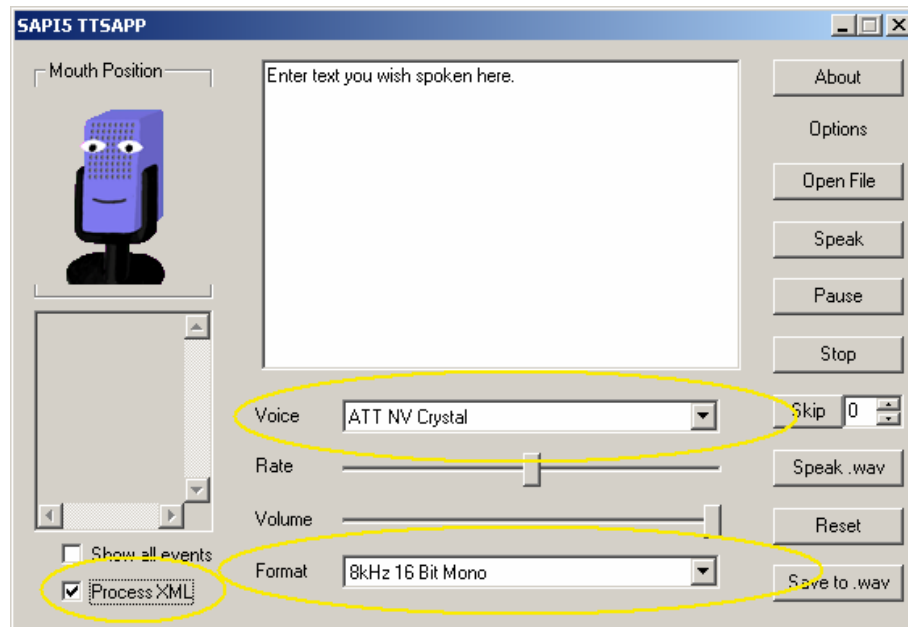 SAPI5 TTSAPP
Mouth Position
Enter text you wish spoken here.
About
Options
Open File
Speak
Pause
Stop
Voice
ATT NV Crystal
Skip
0
Rate
Speak .wav
Volume
Reset
Show all events
Format
8kHz 16 Bit Mono
Process XML
Save to .wav